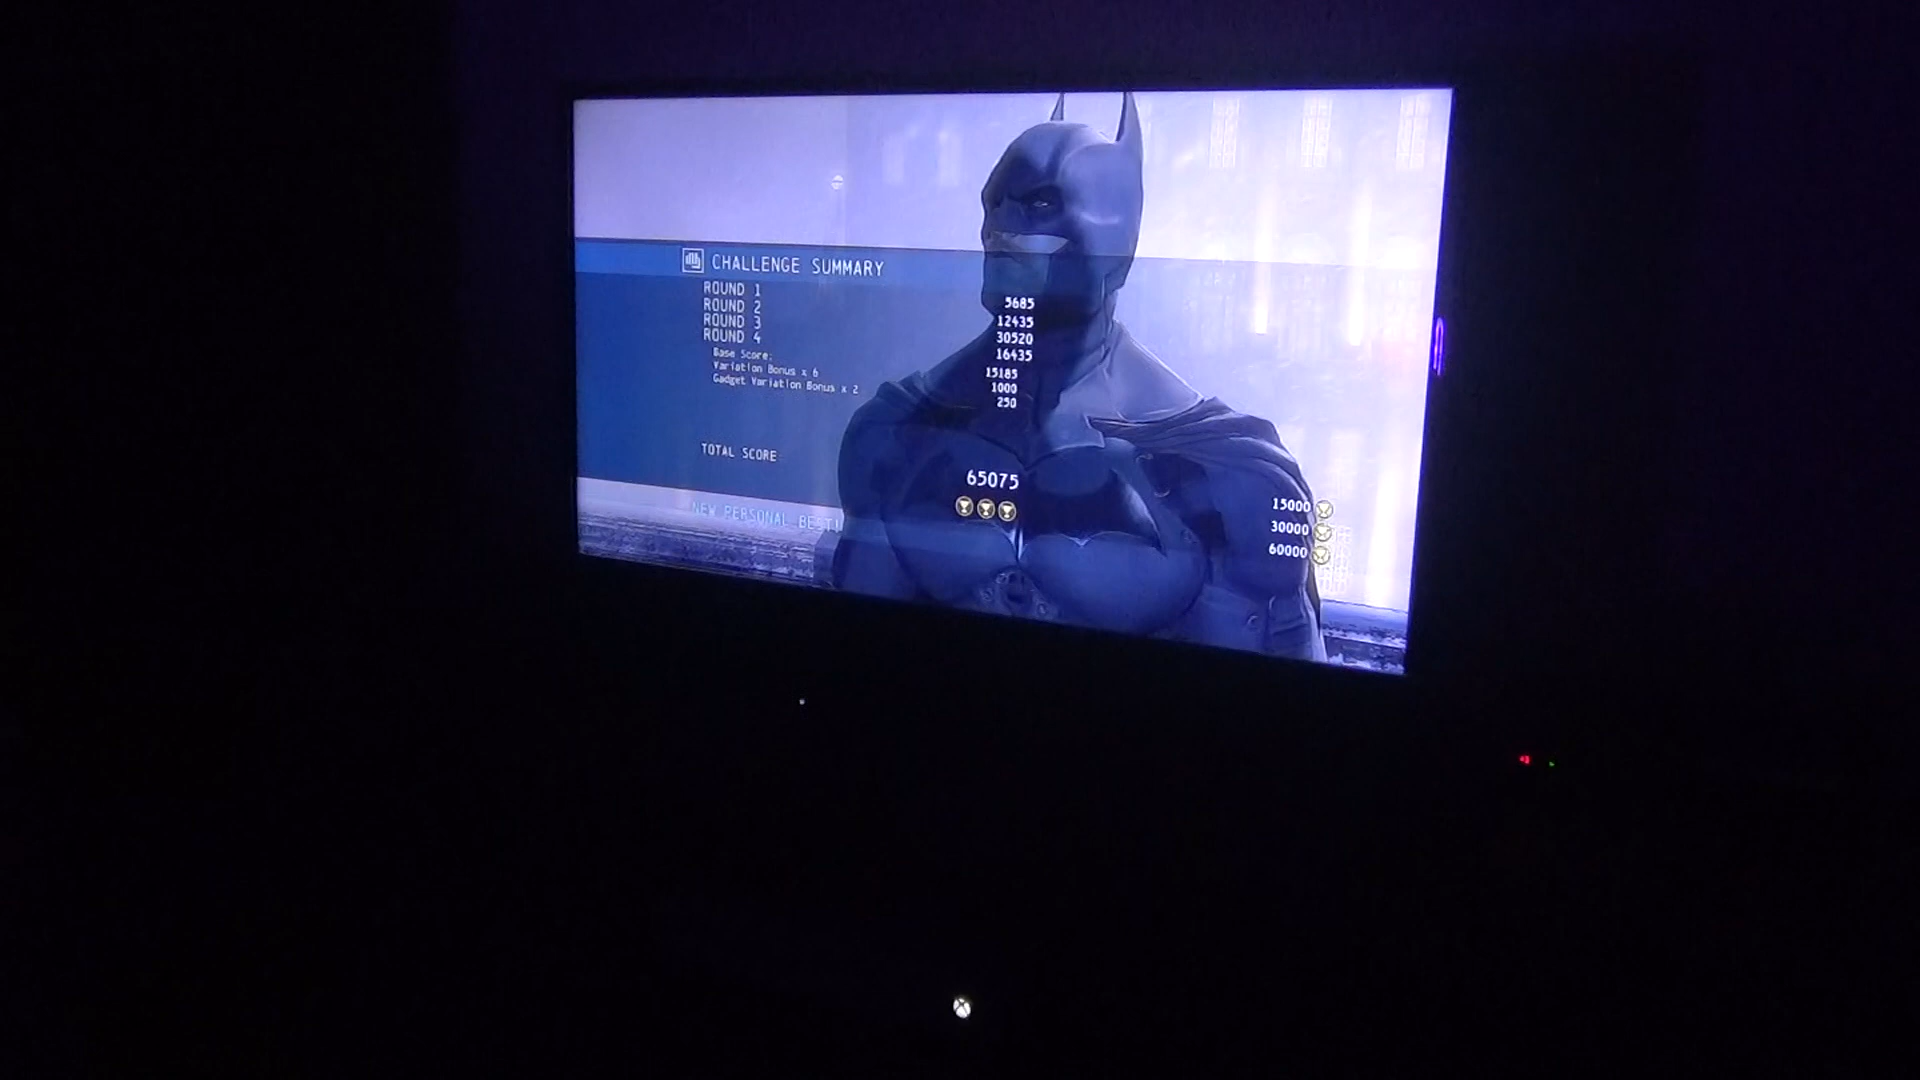 CHALLENGE SUMMARY
ROUND 1 5685
ROUND 2 12435
ROUND 3 30520
ROUND 4 16435
Base Score: 15185
Variation Bonus x 6 1000
Gadget Variation Bonus x 2 250
TOTAL SCORE 65075
NEW PERSONAL BEST!
15000
30000
60000